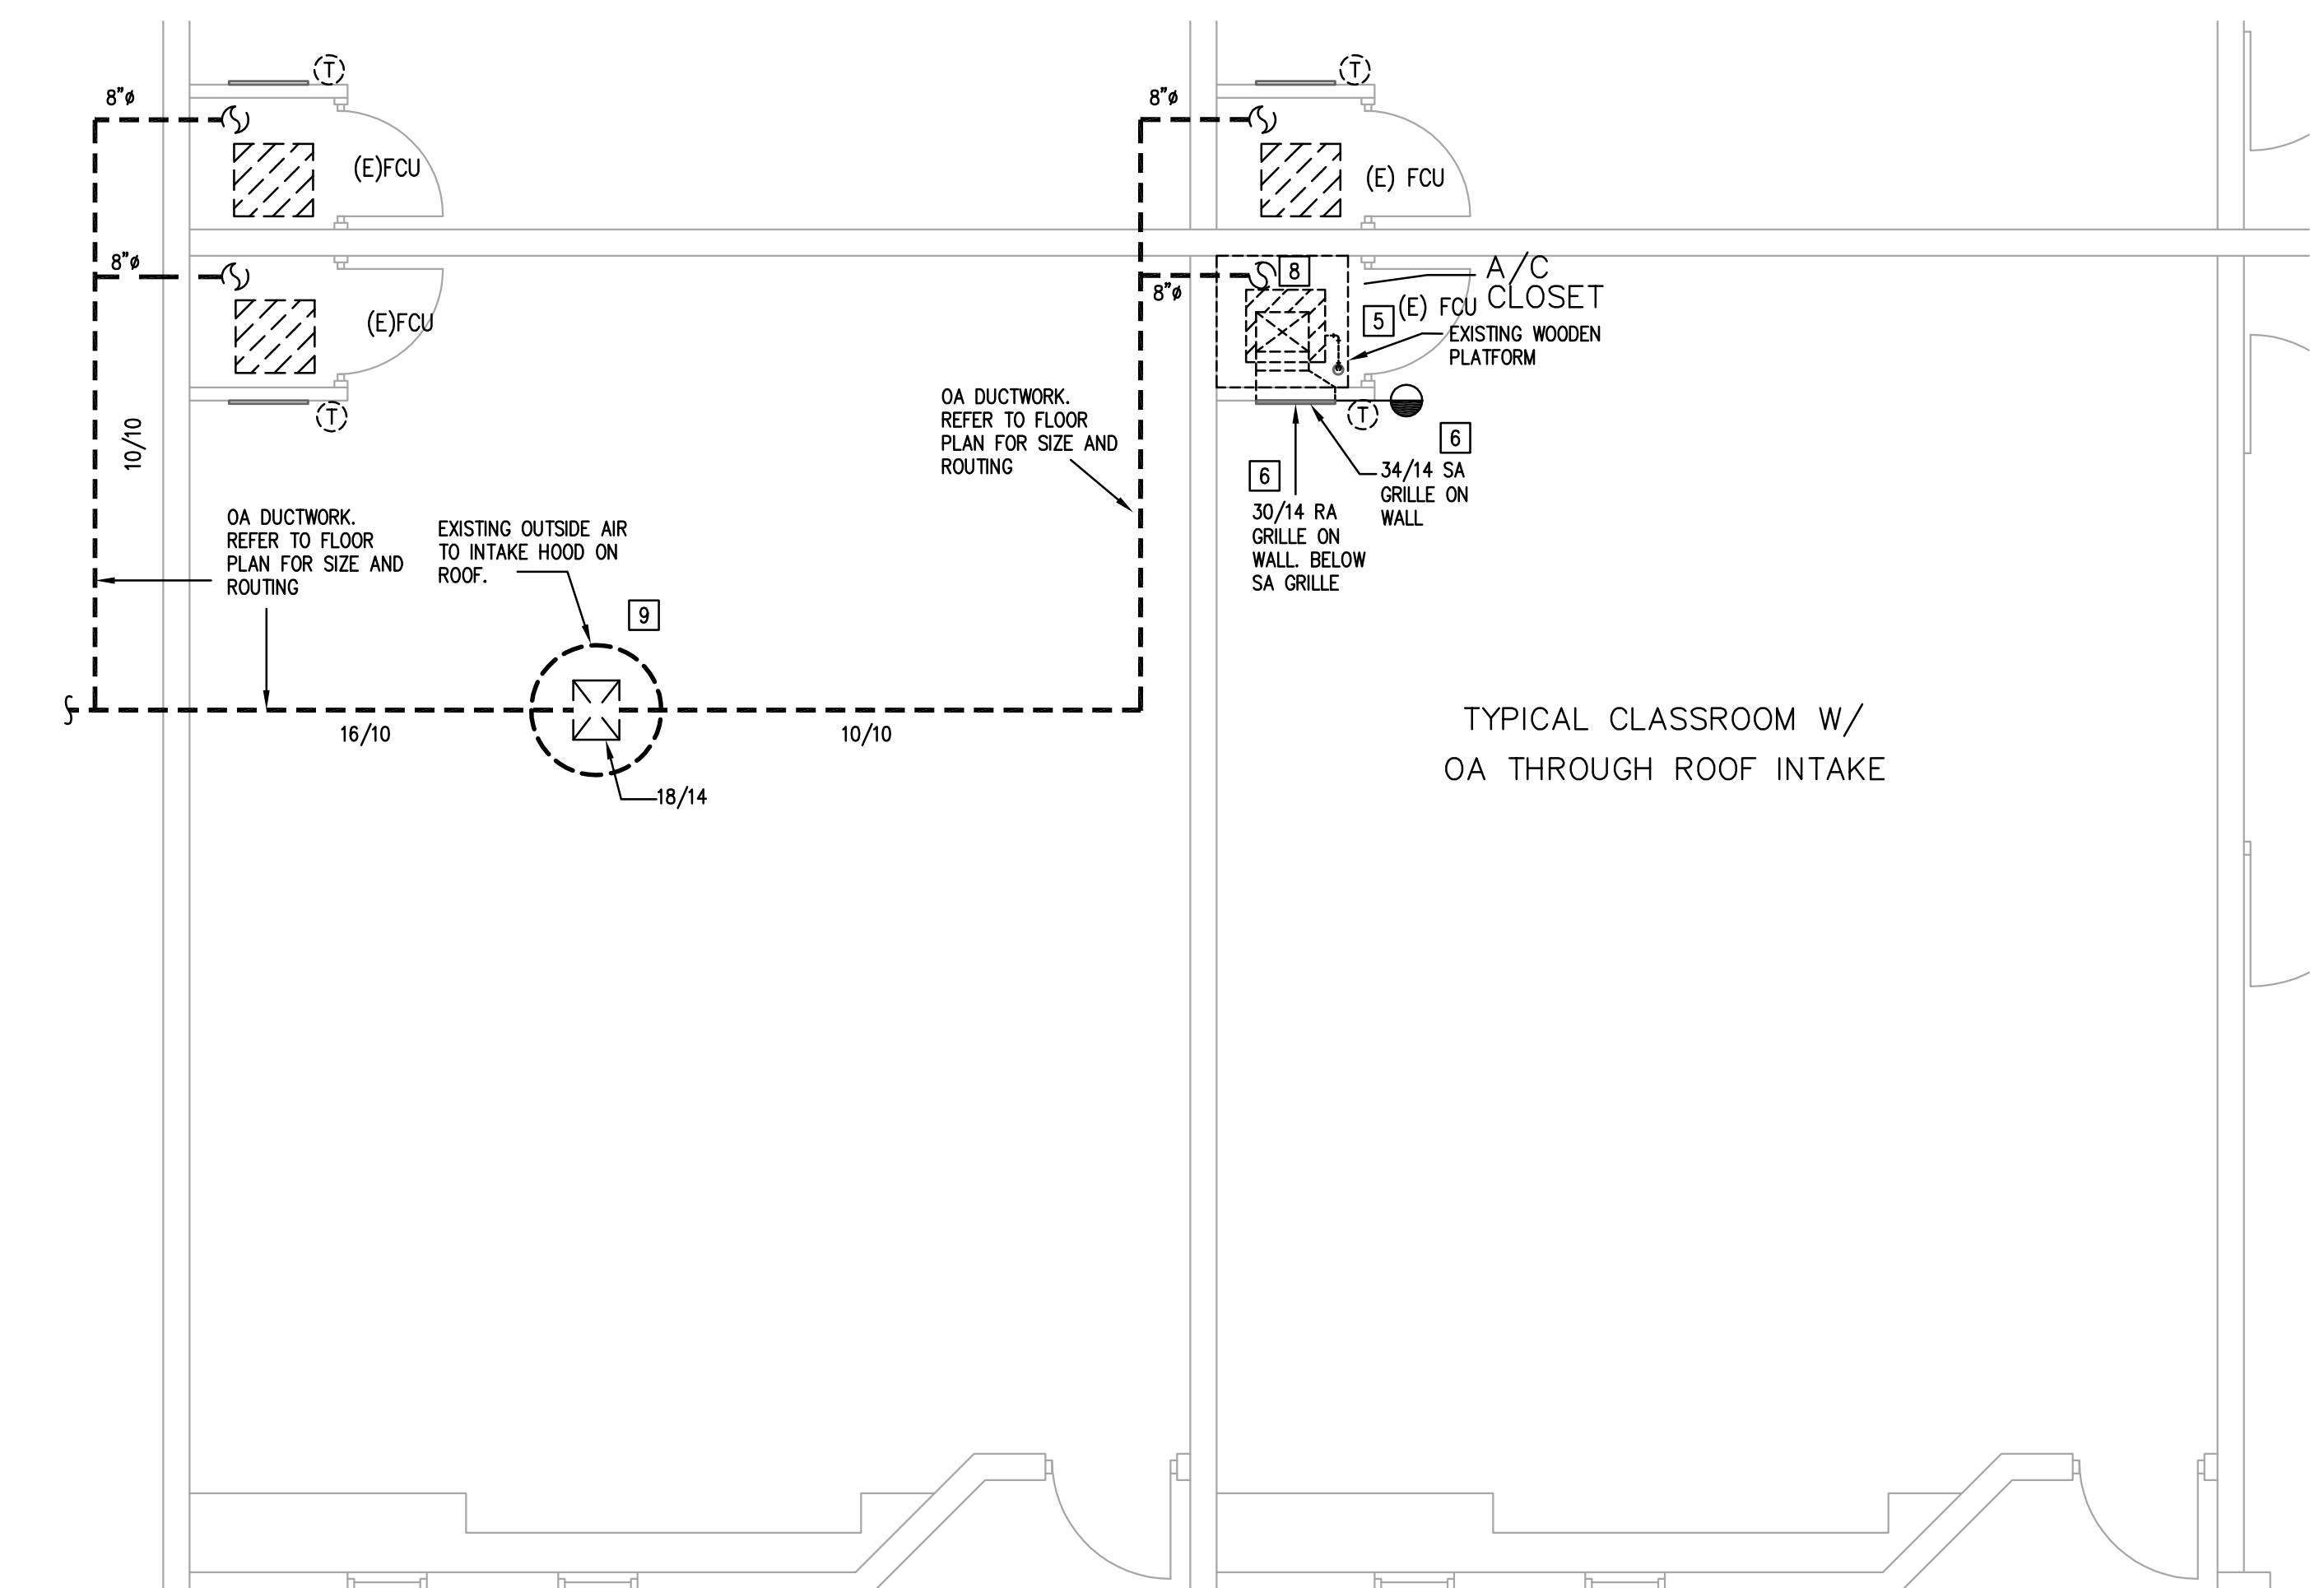 T
T
8"ø
8"ø
(E)FCU
(E) FCU
8"ø
8"ø
8
A/C
CLOSET
(E)FCU
5
(E) FCU
EXISTING WOODEN
PLATFORM
T
T
10/10
OA DUCTWORK.
REFER TO FLOOR
PLAN FOR SIZE AND
ROUTING
6
6
34/14 SA
GRILLE ON
WALL
30/14 RA
GRILLE ON
WALL. BELOW
SA GRILLE
OA DUCTWORK.
REFER TO FLOOR
PLAN FOR SIZE AND
ROUTING
EXISTING OUTSIDE AIR
TO INTAKE HOOD ON
ROOF.
9
16/10
10/10
18/14
TYPICAL CLASSROOM W/
OA THROUGH ROOF INTAKE